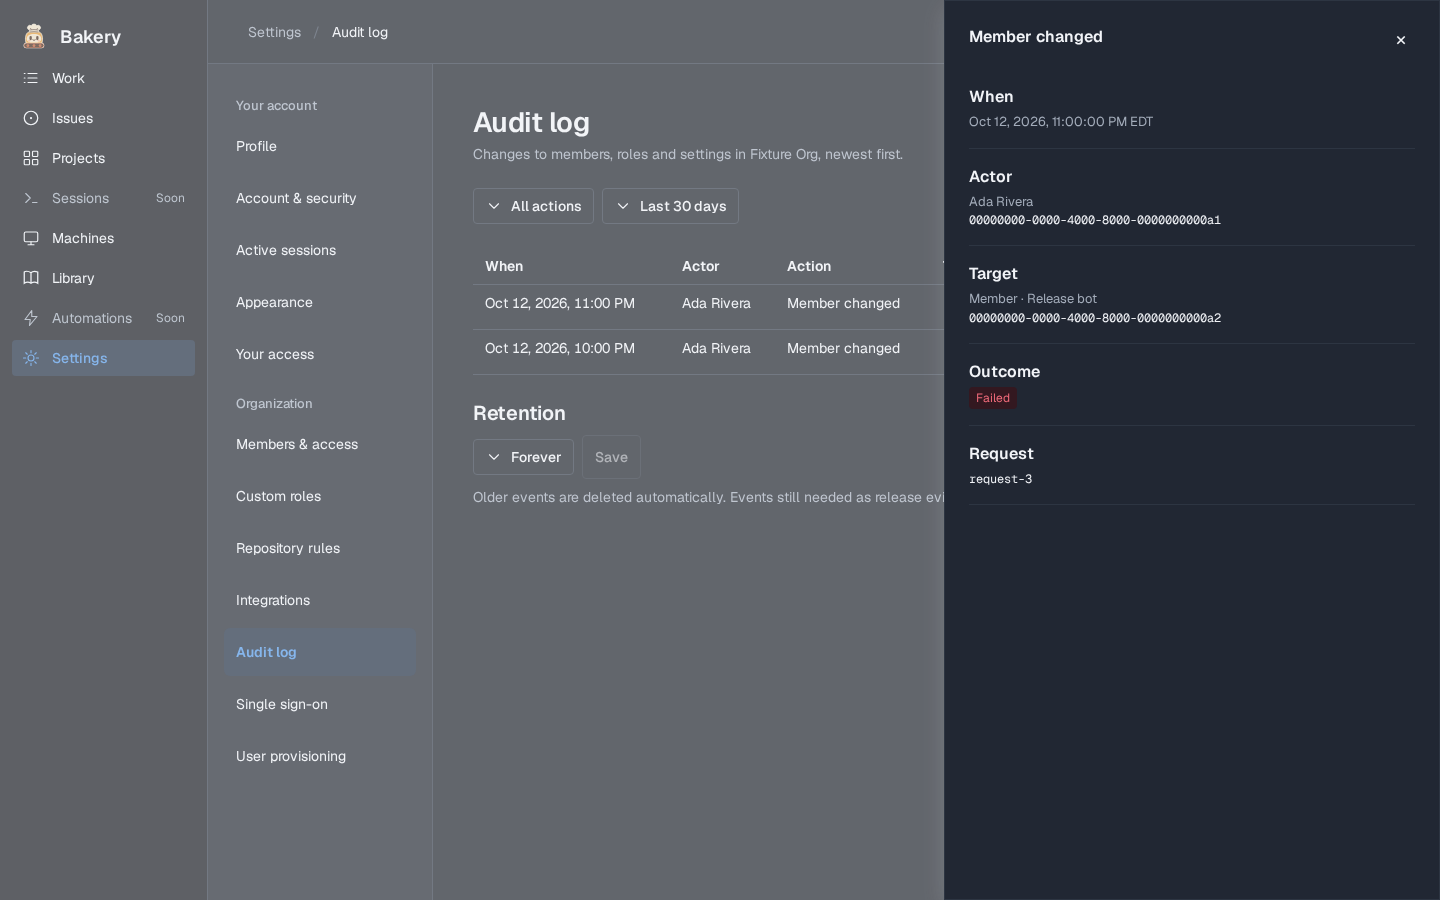 Bakery
Work
Issues
Projects
Sessions Soon
Machines
Library
Automations Soon
Settings
Settings / Audit log
Your account
Profile
Account & security
Active sessions
Appearance
Your access
Organization
Members & access
Custom roles
Repository rules
Integrations
Audit log
Single sign-on
User provisioning
Audit log
Changes to members, roles and settings in Fixture Org, newest first.
All actions Last 30 days
When Actor Action
Oct 12, 2026, 11:00 PM Ada Rivera Member changed
Oct 12, 2026, 10:00 PM Ada Rivera Member changed
Retention
Forever Save
Older events are deleted automatically. Events still needed as release
Member changed
When
Oct 12, 2026, 11:00:00 PM EDT
Actor
Ada Rivera
00000000-0000-4000-8000-0000000000a1
Target
Member · Release bot
00000000-0000-4000-8000-0000000000a2
Outcome
Failed
Request
request-3